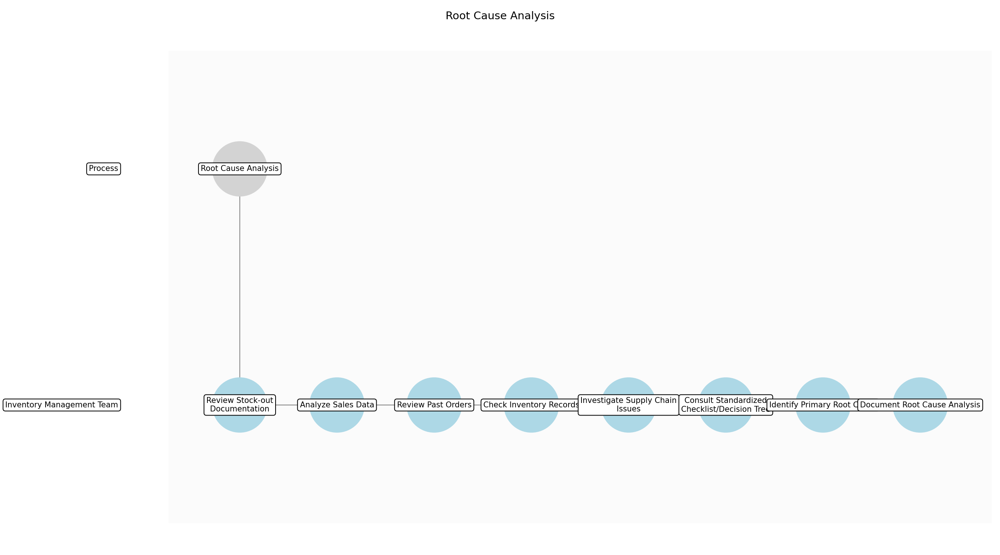 Root Cause Analysis
Process
Root Cause Analysis
Inventory Management Team
Review Stock-out
Documentation
Analyze Sales Data
Review Past Orders
Check Inventory Records
Investigate Supply Chain
Issues
Consult Standardized
Checklist/Decision Tree
Identify Primary Root
Document Root Cause Analysis